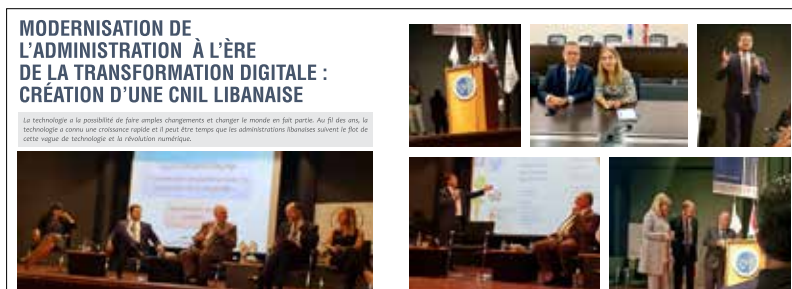 MODERNISATION DE
L'ADMINISTRATION À L'ÈRE
DE LA TRANSFORMATION DIGITALE :
CRÉATION D'UNE CNIL LIBANAISE
La technologie a la possibilité de faire amples changements et changer le monde en fait partie. Au fil des ans, la
technologie a connu une croissance rapide et il peut être temps que les administrations libanaises suivent le flot de
cette vague de technologie et la révolution numérique.